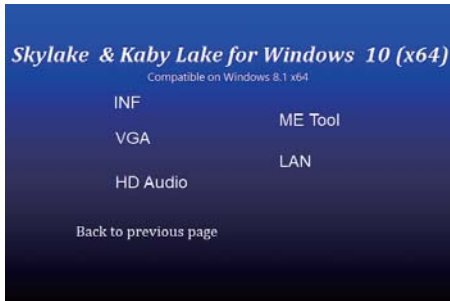 Skylake & Kaby Lake for Windows 10 (x64)
Compatible on Windows 8.1 x64
INF
ME Tool
VGA
LAN
HD Audio
Back to previous page